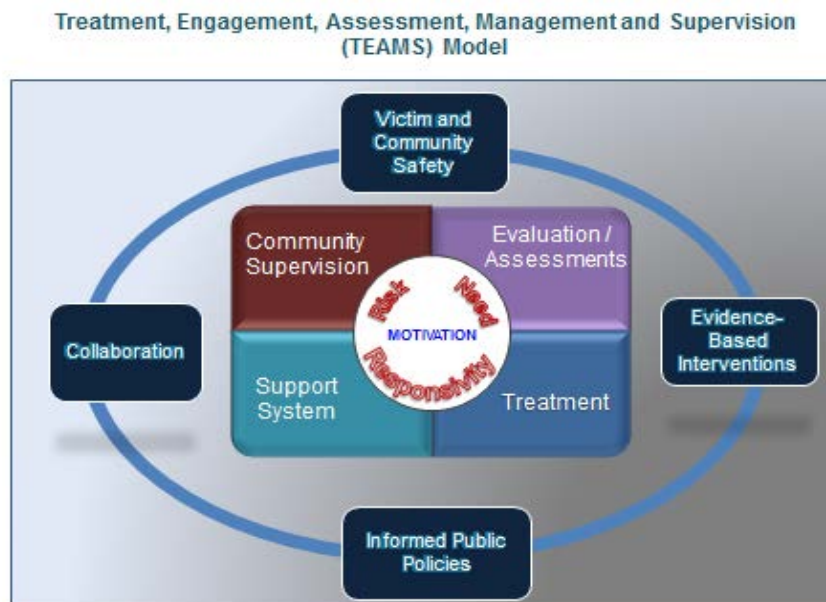 Treatment, Engagement, Assessment, Management and Supervision
(TEAMS) Model
Victim and
Community
Safety
Community
Supervision
Evaluation /
Assessments
Risk
Need
MOTIVATION
Responsivity
Collaboration
Evidence-
Based
Interventions
Support
System
Treatment
Informed Public
Policies